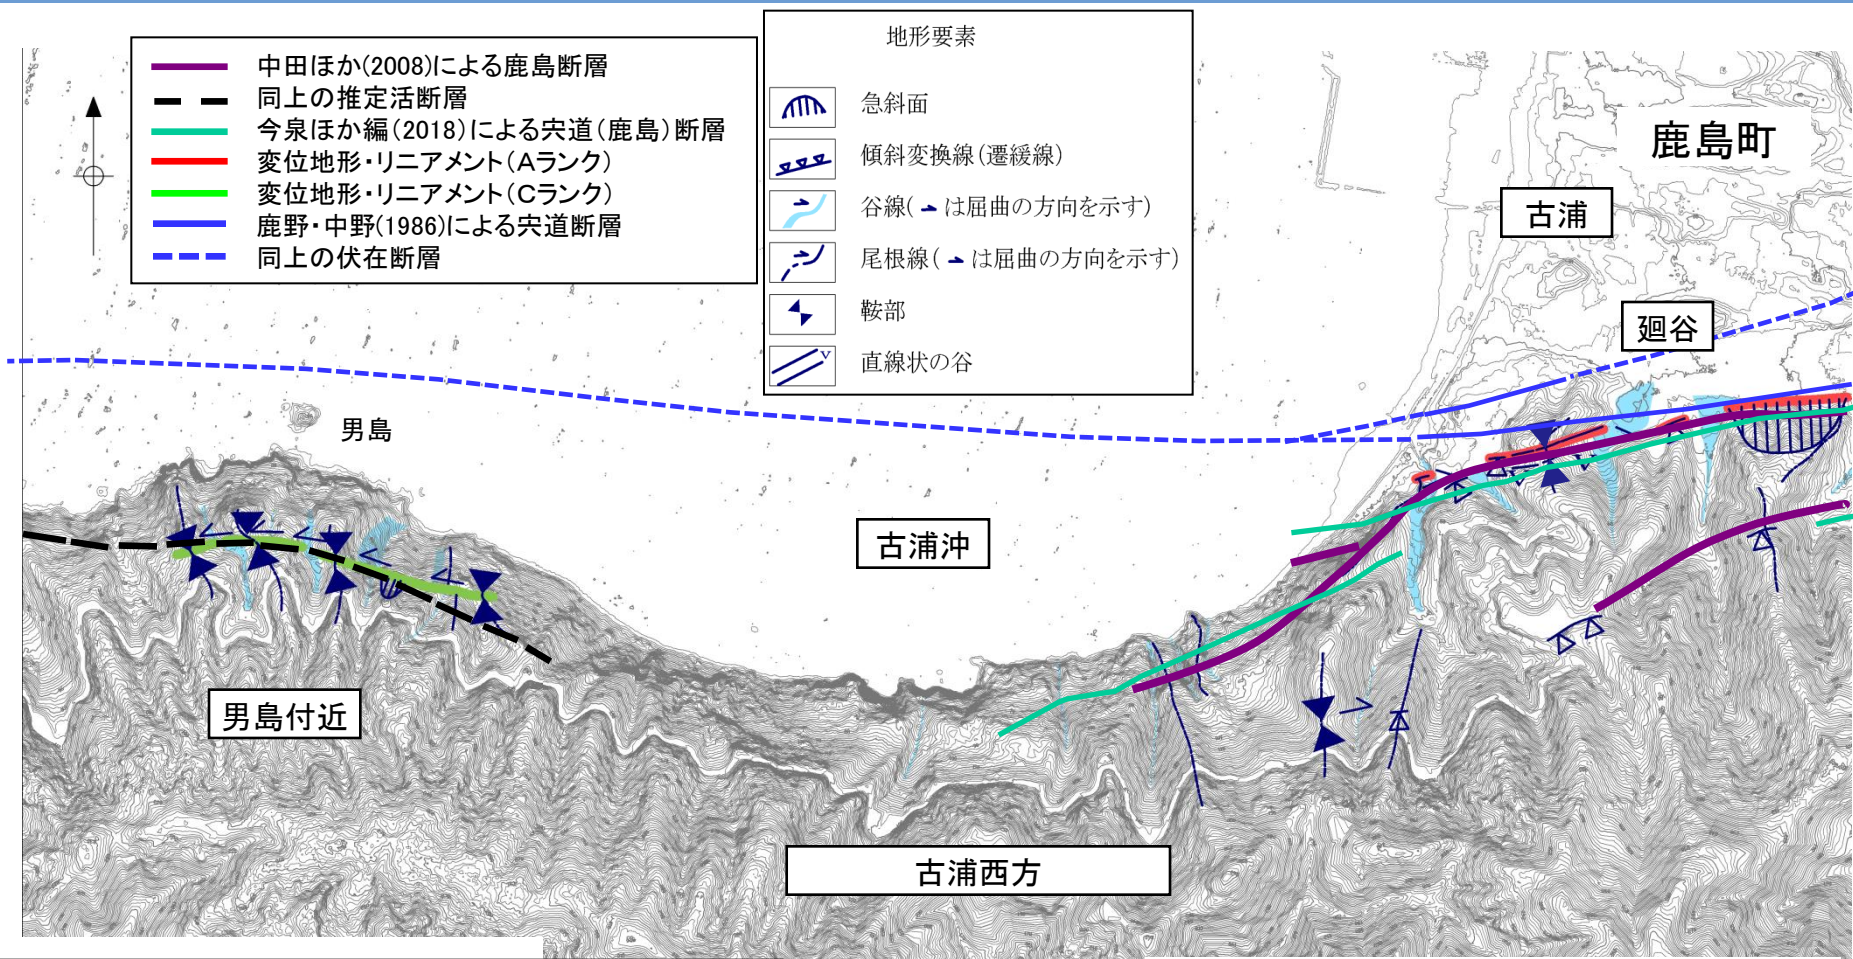 中田ほか(2008)による鹿島断層
同上の推定活断層
今泉ほか編(2018)による宍道(鹿島)断層
変位地形・リニアメント(Aランク)
変位地形・リニアメント(Cランク)
鹿野・中野(1986)による宍道断層
同上の伏在断層
地形要素
急斜面
傾斜変換線(遷緩線)
谷線(は屈曲の方向を示す)
尾根線(は屈曲の方向を示す)
鞍部
V
直線状の谷
鹿島町
古浦
廻谷
男島
V
古浦沖
男島付近
古浦西方